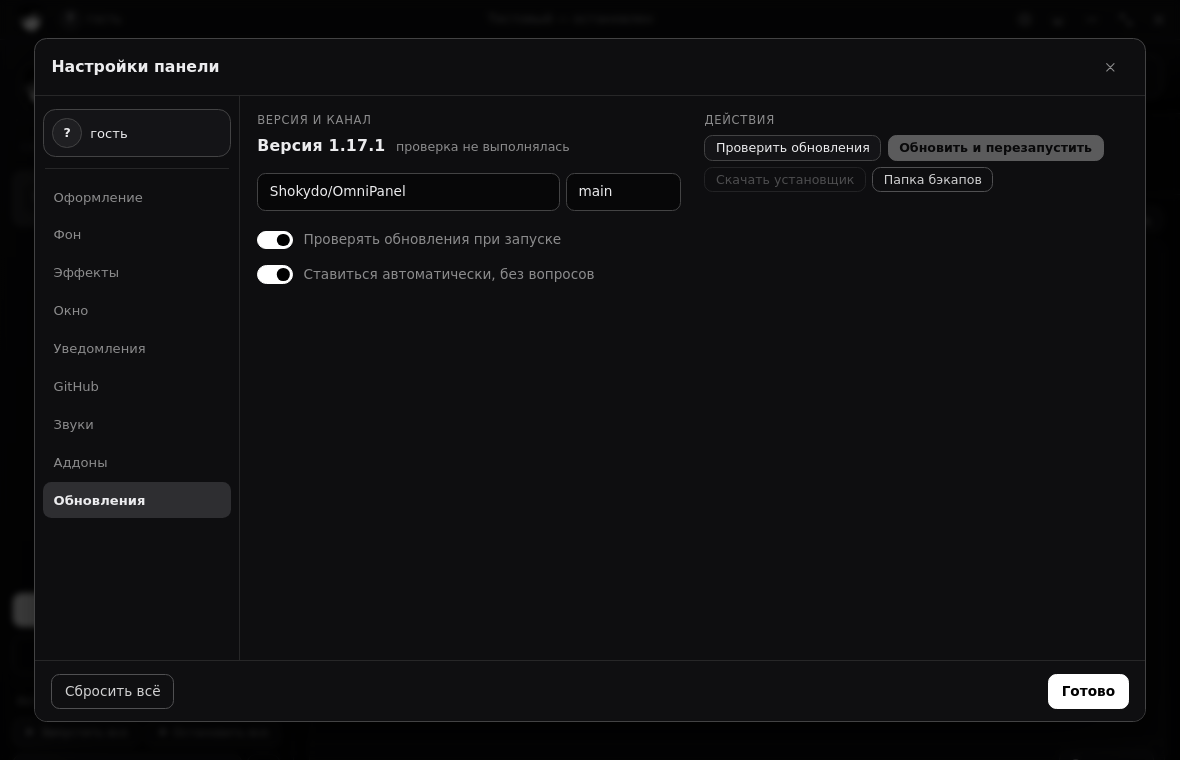 Настройки панели
×
? гость
Оформление
Фон
Эффекты
Окно
Уведомления
GitHub
Звуки
Аддоны
Обновления
ВЕРСИЯ И КАНАЛ
Версия 1.17.1 проверка не выполнялась
Shokydo/OmniPanel main
Проверять обновления при запуске
Ставиться автоматически, без вопросов
ДЕЙСТВИЯ
Проверить обновления Обновить и перезапустить
Скачать установщик Папка бэкапов
Сбросить всё
Готово